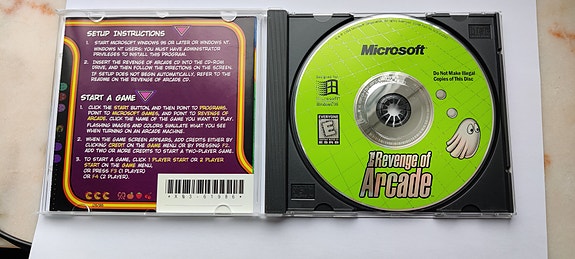 SETUP INSTRUCTIONS
1. START MICROSOFT WINDOWS 95 OR LATER OR WINDOWS NT.
WINDOWS NT USERS: YOU MUST HAVE ADMINISTRATOR
PRIVILEGES TO INSTALL THIS PROGRAM.
2. INSERT THE REVENGE OF ARCADE CD INTO THE CD-ROM
DRIVE, AND THEN FOLLOW THE DIRECTIONS ON THE SCREEN.
IF SETUP DOES NOT BEGIN AUTOMATICALLY, REFER TO THE
README ON THE REVENGE OF ARCADE CD.
START A GAME
1. CLICK THE START BUTTON, AND THEN POINT TO PROGRAMS.
POINT TO MICROSOFT GAMES, AND POINT TO REVENGE OF
ARCADE. CLICK THE NAME OF THE GAME YOU WANT TO PLAY.
FLASHING IMAGES AND COLORS SIMULATE WHAT YOU SEE
WHEN TURNING ON AN ARCADE MACHINE.
2. WHEN THE GAME SCREEN APPEARS, ADD CREDITS EITHER BY
CLICKING CREDIT ON THE GAME MENU OR BY PRESSING F2.
ADD TWO OR MORE CREDITS TO START A TWO-PLAYER GAME.
3. TO START A GAME, CLICK 1 PLAYER START OR 2 PLAYER
START ON THE GAME MENU,
OR PRESS F3 (1 PLAYER)
OR F4 (2 PLAYER).
*X03-61986*
Microsoft
Do Not Make Illegal
Copies of This Disc
EVERYONE
E
ESRB
The Revenge of
Arcade